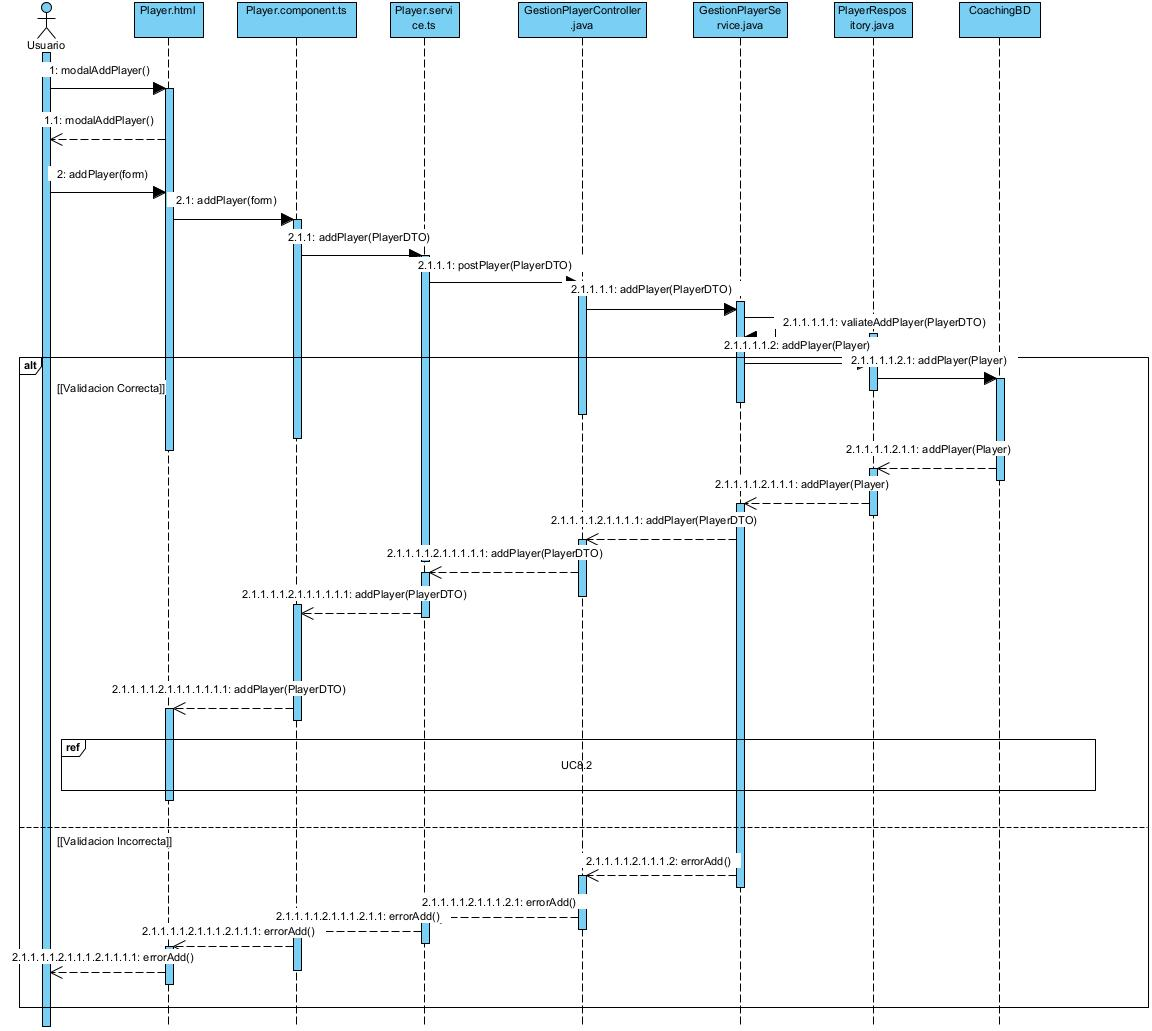 Usuario
Player.html
Player.component.ts
Player.servi
ce.ts
GestionPlayerController
.java
GestionPlayerSe
rvice.java
PlayerRespos
itory.java
CoachingBD
1: modalAddPlayer()
1.1: modalAddPlayer()
2: addPlayer(form)
2.1: addPlayer(form)
2.1.1: addPlayer(PlayerDTO)
2.1.1.1: postPlayer(PlayerDTO)
2.1.1.1.1: addPlayer(PlayerDTO)
2.1.1.1.1.1: valiateAddPlayer(PlayerDTO)
2.1.1.1.1.2: addPlayer(Player)
2.1.1.1.1.2.1: addPlayer(Player)
alt
[[Validacion Correcta]]
2.1.1.1.1.2.1.1: addPlayer(Player)
2.1.1.1.1.2.1.1.1: addPlayer(Player)
2.1.1.1.1.2.1.1.1.1: addPlayer(PlayerDTO)
2.1.1.1.1.2.1.1.1.1.1: addPlayer(PlayerDTO)
2.1.1.1.1.2.1.1.1.1.1.1: addPlayer(PlayerDTO)
2.1.1.1.1.2.1.1.1.1.1.1.1: addPlayer(PlayerDTO)
ref
UC8.2
[[Validacion Incorrecta]]
2.1.1.1.1.2.1.1.1.2: errorAdd()
2.1.1.1.1.2.1.1.1.2.1: errorAdd()
2.1.1.1.1.2.1.1.1.2.1.1: errorAdd()
2.1.1.1.1.2.1.1.1.2.1.1.1: errorAdd()
2.1.1.1.1.2.1.1.1.2.1.1.1.1: errorAdd()